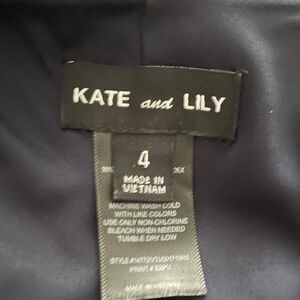 KATE and LILY
4
MADE IN
VIETNAM
MACHINE WASH COLD
WITH LIKE COLORS
USE ONLY NON-CHLORINE
BLEACH WHEN NEEDED
TUMBLE DRY LOW